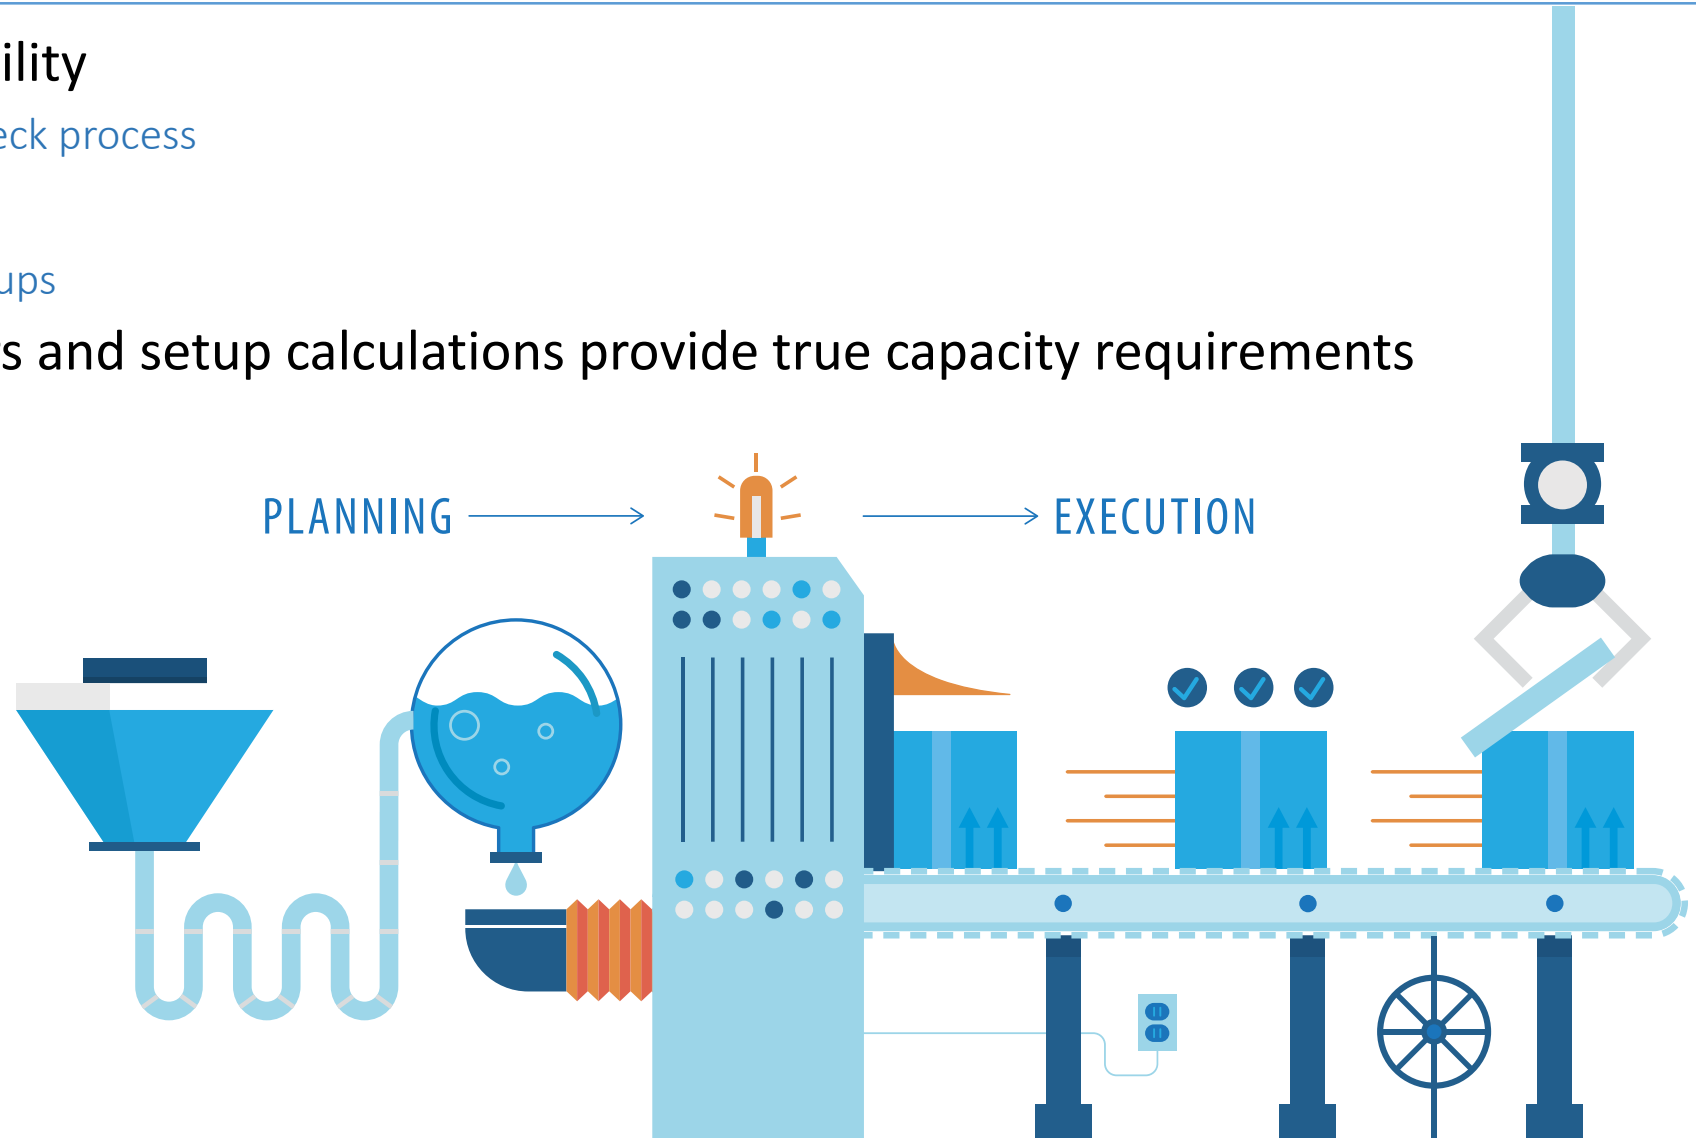 ility
eck process
ups
s and setup calculations provide true capacity requirements
PLANNING
EXECUTION